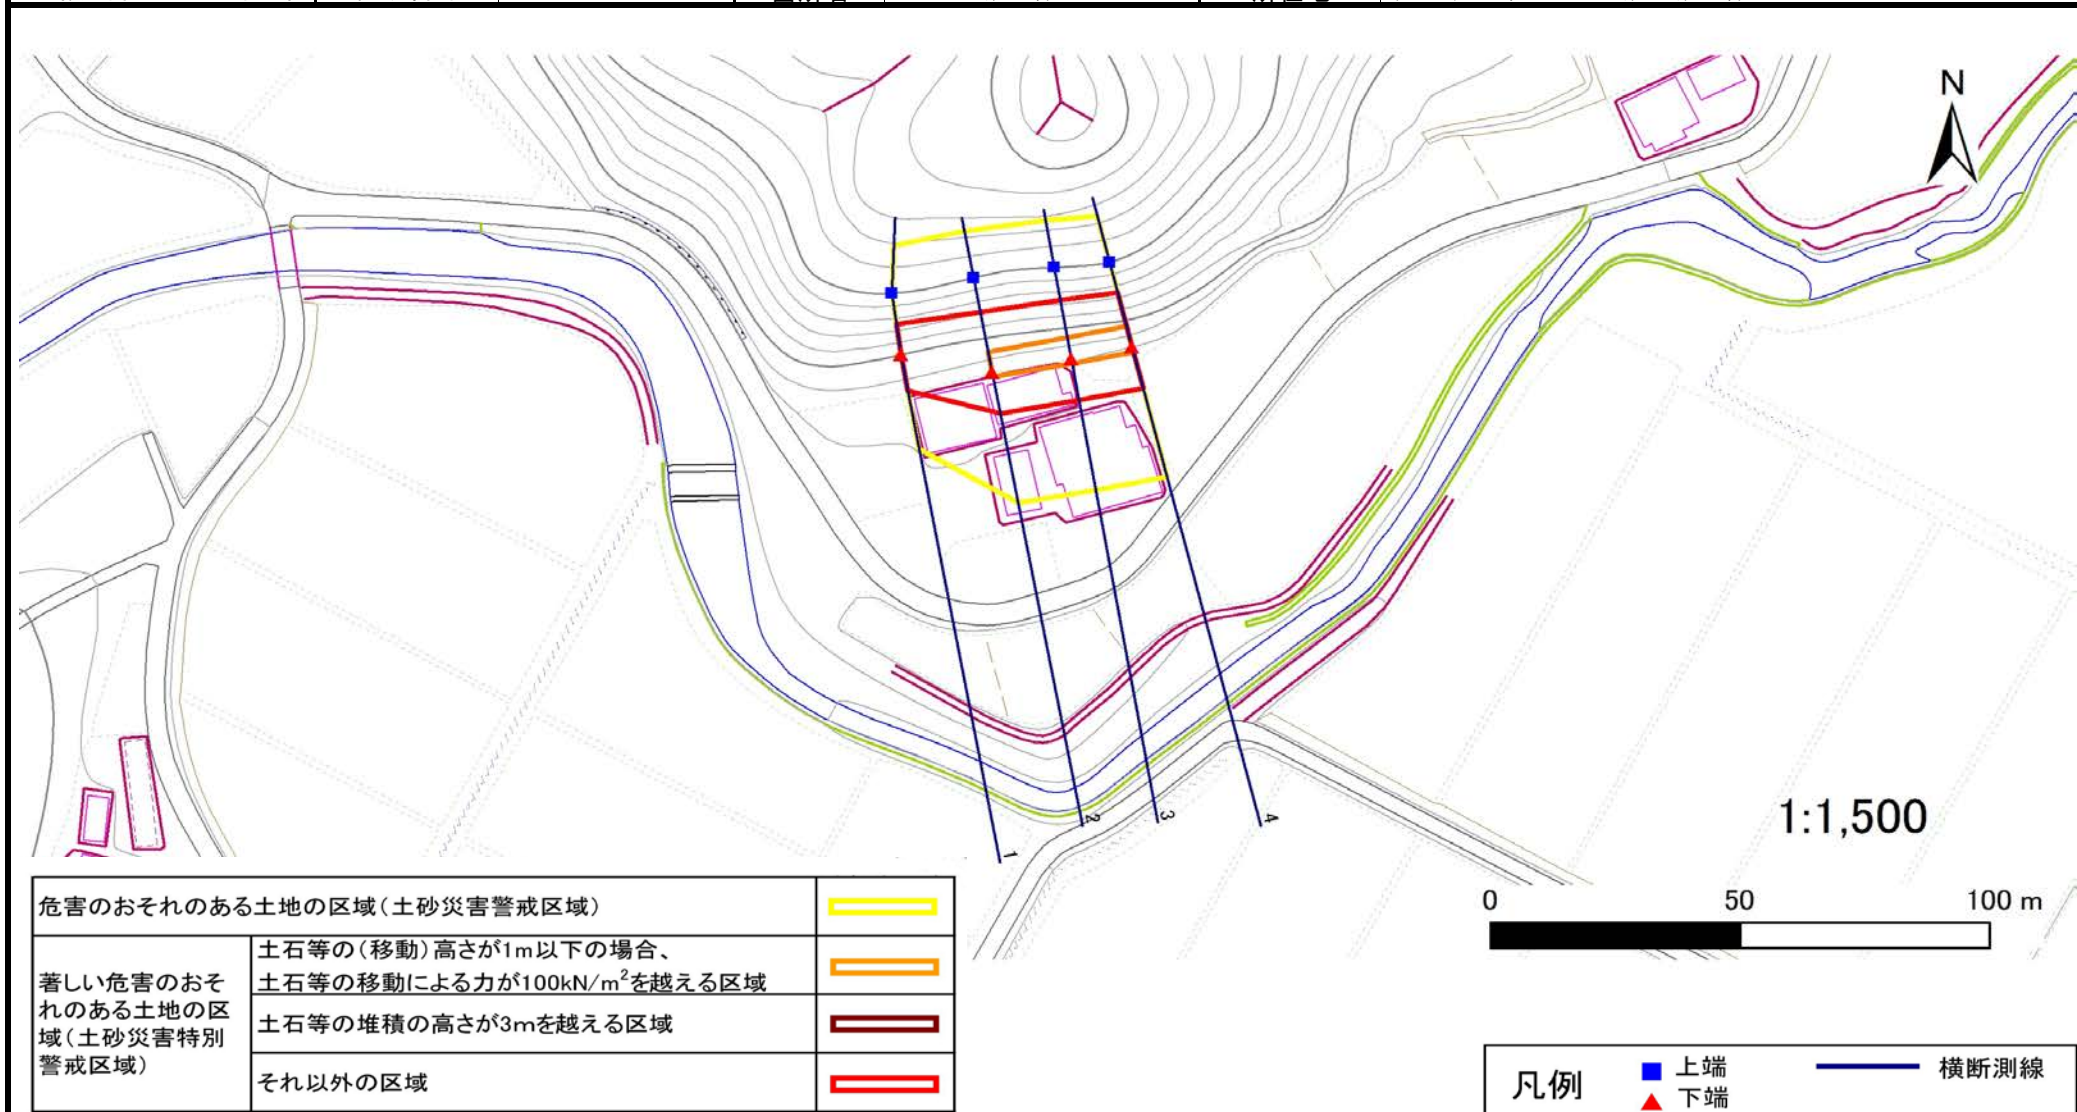 N
1
2
3
4
1:1,500
0 50 100 m
危害のおそれのある土地の区域(土砂災害警戒区域)
著しい危害のおそ
れのある土地の区
域(土砂災害特別
警戒区域)
土石等の(移動)高さが1m以下の場合、
土石等の移動による力が100kN/m²を越える区域
土石等の堆積の高さが3mを越える区域
それ以外の区域
凡例
上端
下端
横断測線